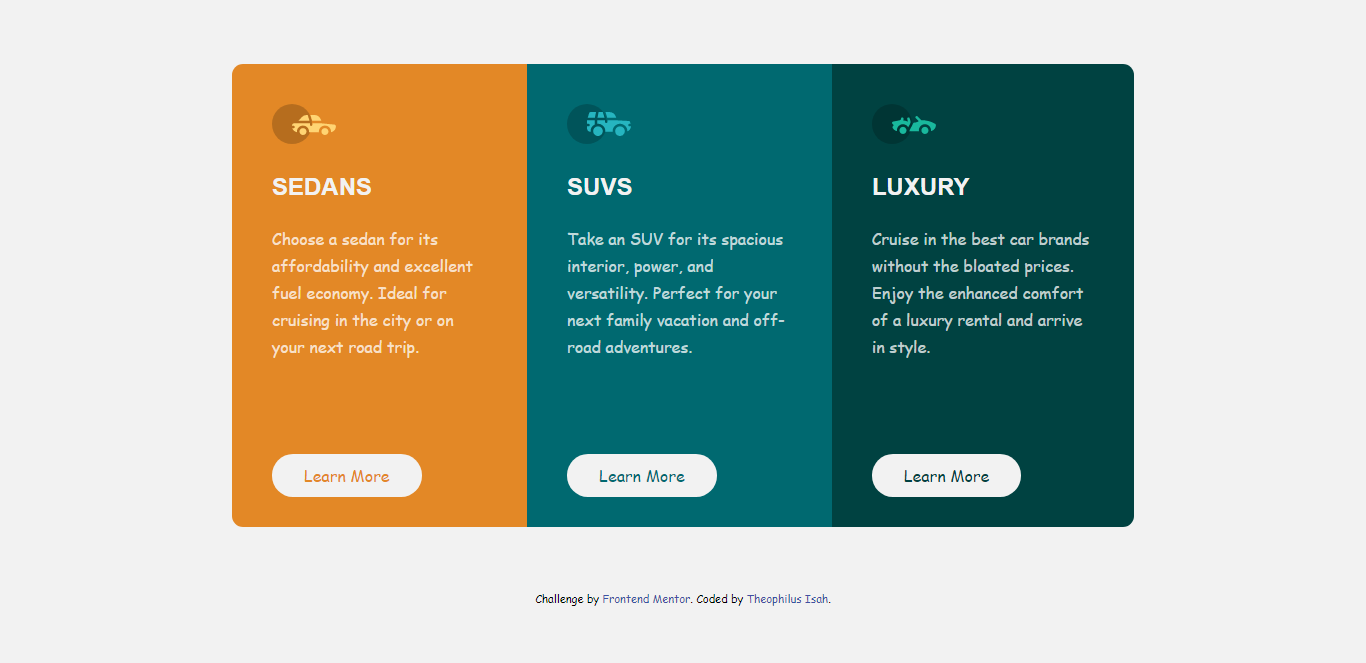 SEDANS
Choose a sedan for its
affordability and excellent
fuel economy. Ideal for
cruising in the city or on
your next road trip.
Learn More
SUVS
Take an SUV for its spacious
interior, power, and
versatility. Perfect for your
next family vacation and off-
road adventures.
Learn More
LUXURY
Cruise in the best car brands
without the bloated prices.
Enjoy the enhanced comfort
of a luxury rental and arrive
in style.
Learn More
Challenge by Frontend Mentor. Coded by Theophilus Isah.